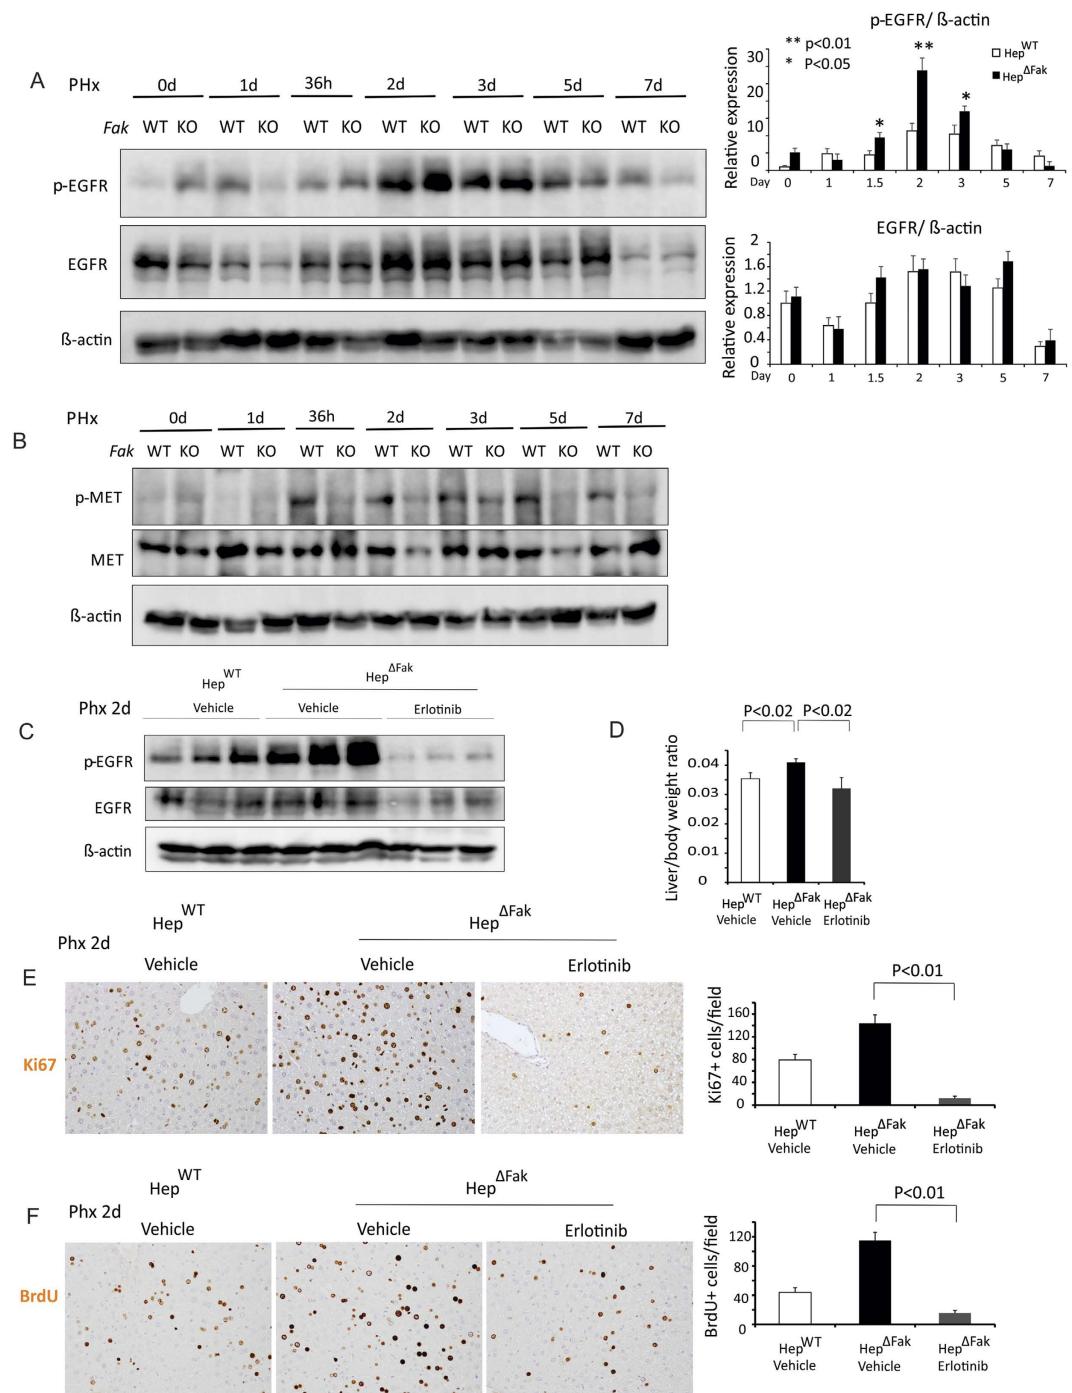 A
PHx 0d 1d 36h 2d 3d 5d 7d
Fak WT KO WT KO WT KO WT KO WT KO WT KO WT KO
p-EGFR
EGFR
ß-actin
p-EGFR/ ß-actin
** p<0.01
* P<0.05
Hep^WT
Hep^ΔFak
Relative expression
30
20
10
0
* ** *
Day 0 1 1.5 2 3 5 7
EGFR/ ß-actin
Relative expression
2
1.6
1.2
0.8
0.4
0
Day 0 1 1.5 2 3 5 7
B
PHx 0d 1d 36h 2d 3d 5d 7d
Fak WT KO WT KO WT KO WT KO WT KO WT KO WT KO
p-MET
MET
ß-actin
C
Hep^WT Hep^ΔFak
Phx 2d Vehicle Vehicle Erlotinib
p-EGFR
EGFR
ß-actin
D
P<0.02 P<0.02
Liver/body weight ratio
0.04
0.03
0.02
0.01
0
Hep^WT Hep^ΔFak Hep^ΔFak
Vehicle Vehicle Erlotinib
E
Hep^WT Hep^ΔFak
Phx 2d
Vehicle Vehicle Erlotinib
Ki67
P<0.01
Ki67+ cells/field
160
120
80
40
0
Hep^WT Hep^ΔFak Hep^ΔFak
Vehicle Vehicle Erlotinib
F
Hep^WT Hep^ΔFak
Phx 2d
Vehicle Vehicle Erlotinib
BrdU
P<0.01
BrdU+ cells/field
120
80
40
0
Hep^WT Hep^ΔFak Hep^ΔFak
Vehicle Vehicle Erlotinib